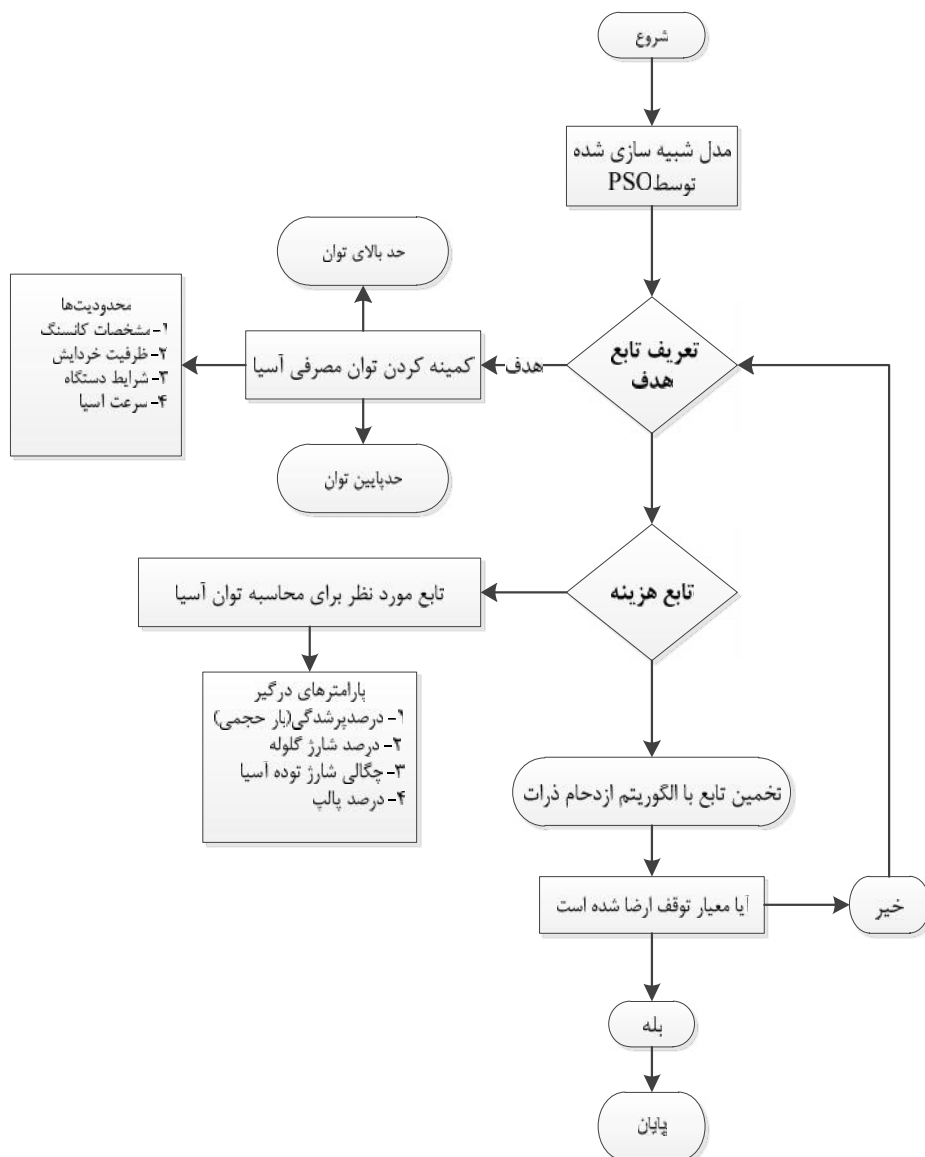 شروع
مدل شبیه سازی شده
توسطPSO
حد بالای توان
محدودیت‌ها
۱-مشخصات کانسنگ
۲-ظرفیت خردایش
۳- شرایط دستگاه
۴- سرعت اسیا
کمینه کردن توان مصرفی آسیا
هدف
تعریف تابع
هدف
حدپایین توان
تابع مورد نظر برای محاسبه توان آسیا
تابع هزینه
پارامترهای درگیر
۱-درصدپرشدگی(بار حجمی)
۲- درصد شارژ گلوله
۳- چگالی شارژ توده آسیا
۴- درصد پالپ
تخمین تابع با الگوریتم ازدحام ذرات
آیا معیار توقف ارضا شده است
خیر
بله
پایان